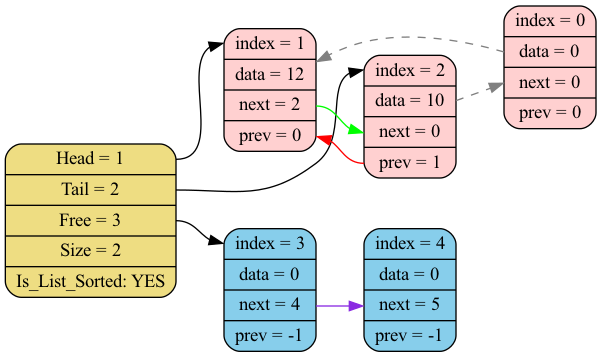 Head = 1
Tail = 2
Free = 3
Size = 2
Is_List_Sorted: YES
index = 1
data = 12
next = 2
prev = 0
index = 2
data = 10
next = 0
prev = 1
index = 0
data = 0
next = 0
prev = 0
index = 3
data = 0
next = 4
prev = -1
index = 4
data = 0
next = 5
prev = -1